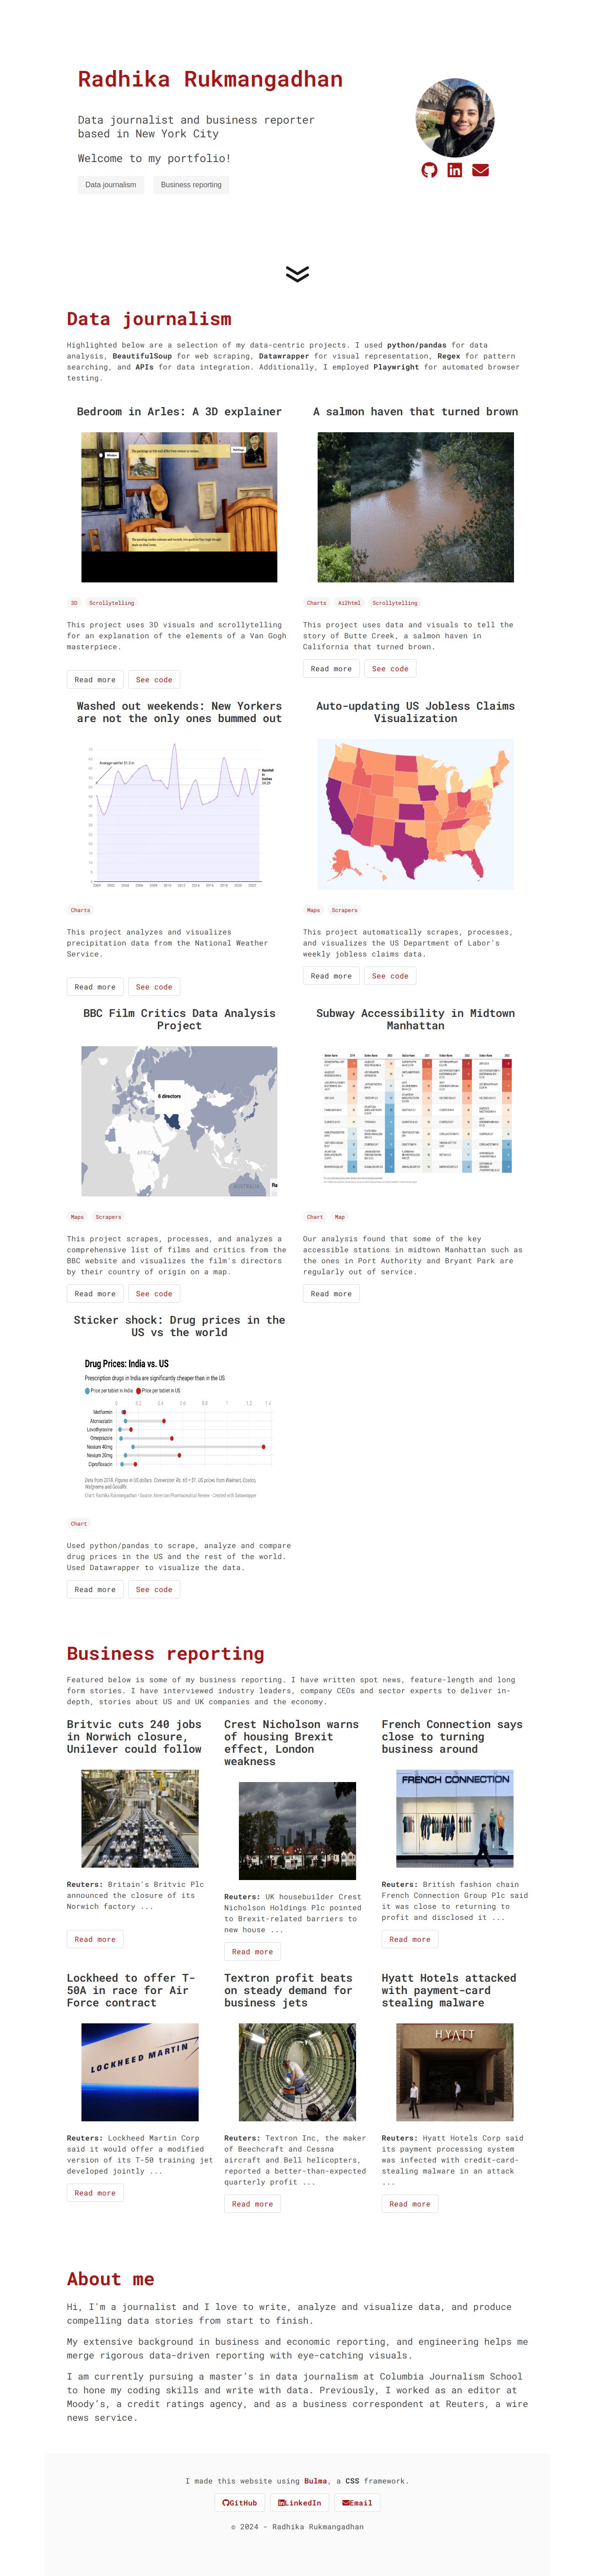 Radhika Rukmangadhan
Data journalist and business reporter
based in New York City
Welcome to my portfolio!
Data journalism
Business reporting
Data journalism
Highlighted below are a selection of my data-centric projects. I used python/pandas for data
analysis, BeautifulSoup for web scraping, Datawrapper for visual representation, Regex for pattern
searching, and APIs for data integration. Additionally, I employed Playwright for automated browser
testing.
Bedroom in Arles: A 3D explainer
3D
Scrollytelling
This project uses 3D visuals and scrollytelling
for an explanation of the elements of a Van Gogh
masterpiece.
Read more
See code
A salmon haven that turned brown
Charts
Ai2html
Scrollytelling
This project uses data and visuals to tell the
story of Butte Creek, a salmon haven in
California that turned brown.
Read more
See code
Washed out weekends: New Yorkers
are not the only ones bummed out
Charts
This project analyzes and visualizes
precipitation data from the National Weather
Service.
Read more
See code
Auto-updating US Jobless Claims
Visualization
Maps
Scrapers
This project automatically scrapes, processes,
and visualizes the US Department of Labor's
weekly jobless claims data.
Read more
See code
BBC Film Critics Data Analysis
Project
6 directors
AFRICA
Maps
Scrapers
This project scrapes, processes, and analyzes a
comprehensive list of films and critics from the
BBC website and visualizes the film's directors
by their country of origin on a map.
Read more
See code
Subway Accessibility in Midtown
Manhattan
Chart
Map
Our analysis found that some of the key
accessible stations in midtown Manhattan such as
the ones in Port Authority and Bryant Park are
regularly out of service.
Read more
Sticker shock: Drug prices in the
US vs the world
Drug Prices: India vs. US
Prescription drugs in India are significantly cheaper than in the US
Price per tablet in India
Price per tablet in US
0 0.2 0.4 0.6 0.8 1 1.2 1.4
Metformin
Atorvastatin
Levothyroxine
Omeprazole
Nexium 40mg
Nexium 20mg
Ciprofloxacin
Chart
Used python/pandas to scrape, analyze and compare
drug prices in the US and the rest of the world.
Used Datawrapper to visualize the data.
Read more
See code
Business reporting
Featured below is some of my business reporting. I have written spot news, feature-length and long
form stories. I have interviewed industry leaders, company CEOs and sector experts to deliver in-
depth, stories about US and UK companies and the economy.
Britvic cuts 240 jobs
in Norwich closure,
Unilever could follow
Reuters: Britain's Britvic Plc
announced the closure of its
Norwich factory ...
Read more
Crest Nicholson warns
of housing Brexit
effect, London
weakness
Reuters: UK housebuilder Crest
Nicholson Holdings Plc pointed
to Brexit-related barriers to
new house ...
Read more
French Connection says
close to turning
business around
FRENCH CONNECTION
Reuters: British fashion chain
French Connection Group Plc said
it was close to returning to
profit and disclosed it ...
Read more
Lockheed to offer T-
50A in race for Air
Force contract
LOCKHEED MARTIN
Reuters: Lockheed Martin Corp
said it would offer a modified
version of its T-50 training jet
developed jointly ...
Read more
Textron profit beats
on steady demand for
business jets
Reuters: Textron Inc, the maker
of Beechcraft and Cessna
aircraft and Bell helicopters,
reported a better-than-expected
quarterly profit ...
Read more
Hyatt Hotels attacked
with payment-card
stealing malware
HYATT
Reuters: Hyatt Hotels Corp said
its payment processing system
was infected with credit-card-
stealing malware in an attack
...
Read more
About me
Hi, I'm a journalist and I love to write, analyze and visualize data, and produce
compelling data stories from start to finish.
My extensive background in business and economic reporting, and engineering helps me
merge rigorous data-driven reporting with eye-catching visuals.
I am currently pursuing a master’s in data journalism at Columbia Journalism School
to hone my coding skills and write with data. Previously, I worked as an editor at
Moody’s, a credit ratings agency, and as a business correspondent at Reuters, a wire
news service.
I made this website using Bulma, a CSS framework.
GitHub
LinkedIn
Email
© 2024 - Radhika Rukmangadhan